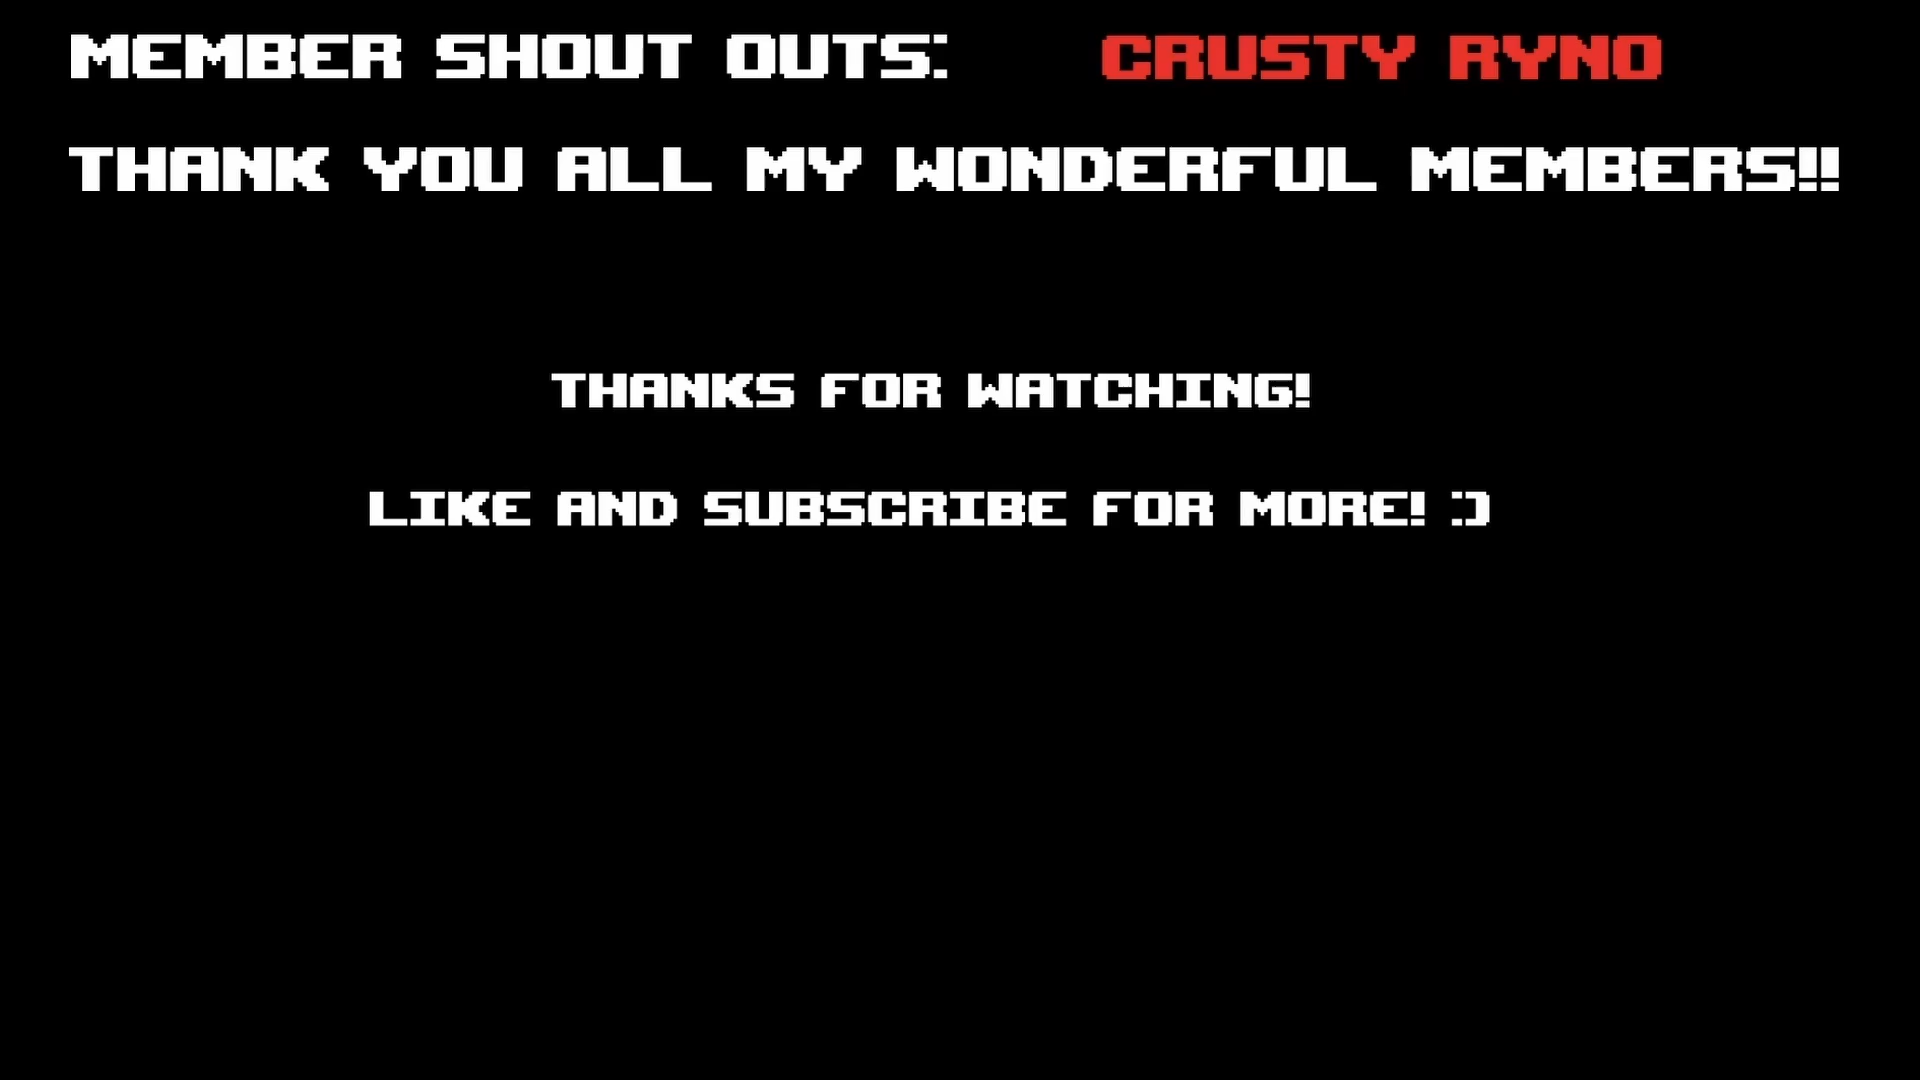 MEMBER SHOUT OUTS: CRUSTY RYNO
THANK YOU ALL MY WONDERFUL MEMBERS!!
THANKS FOR WATCHING!
LIKE AND SUBSCRIBE FOR MORE! :)